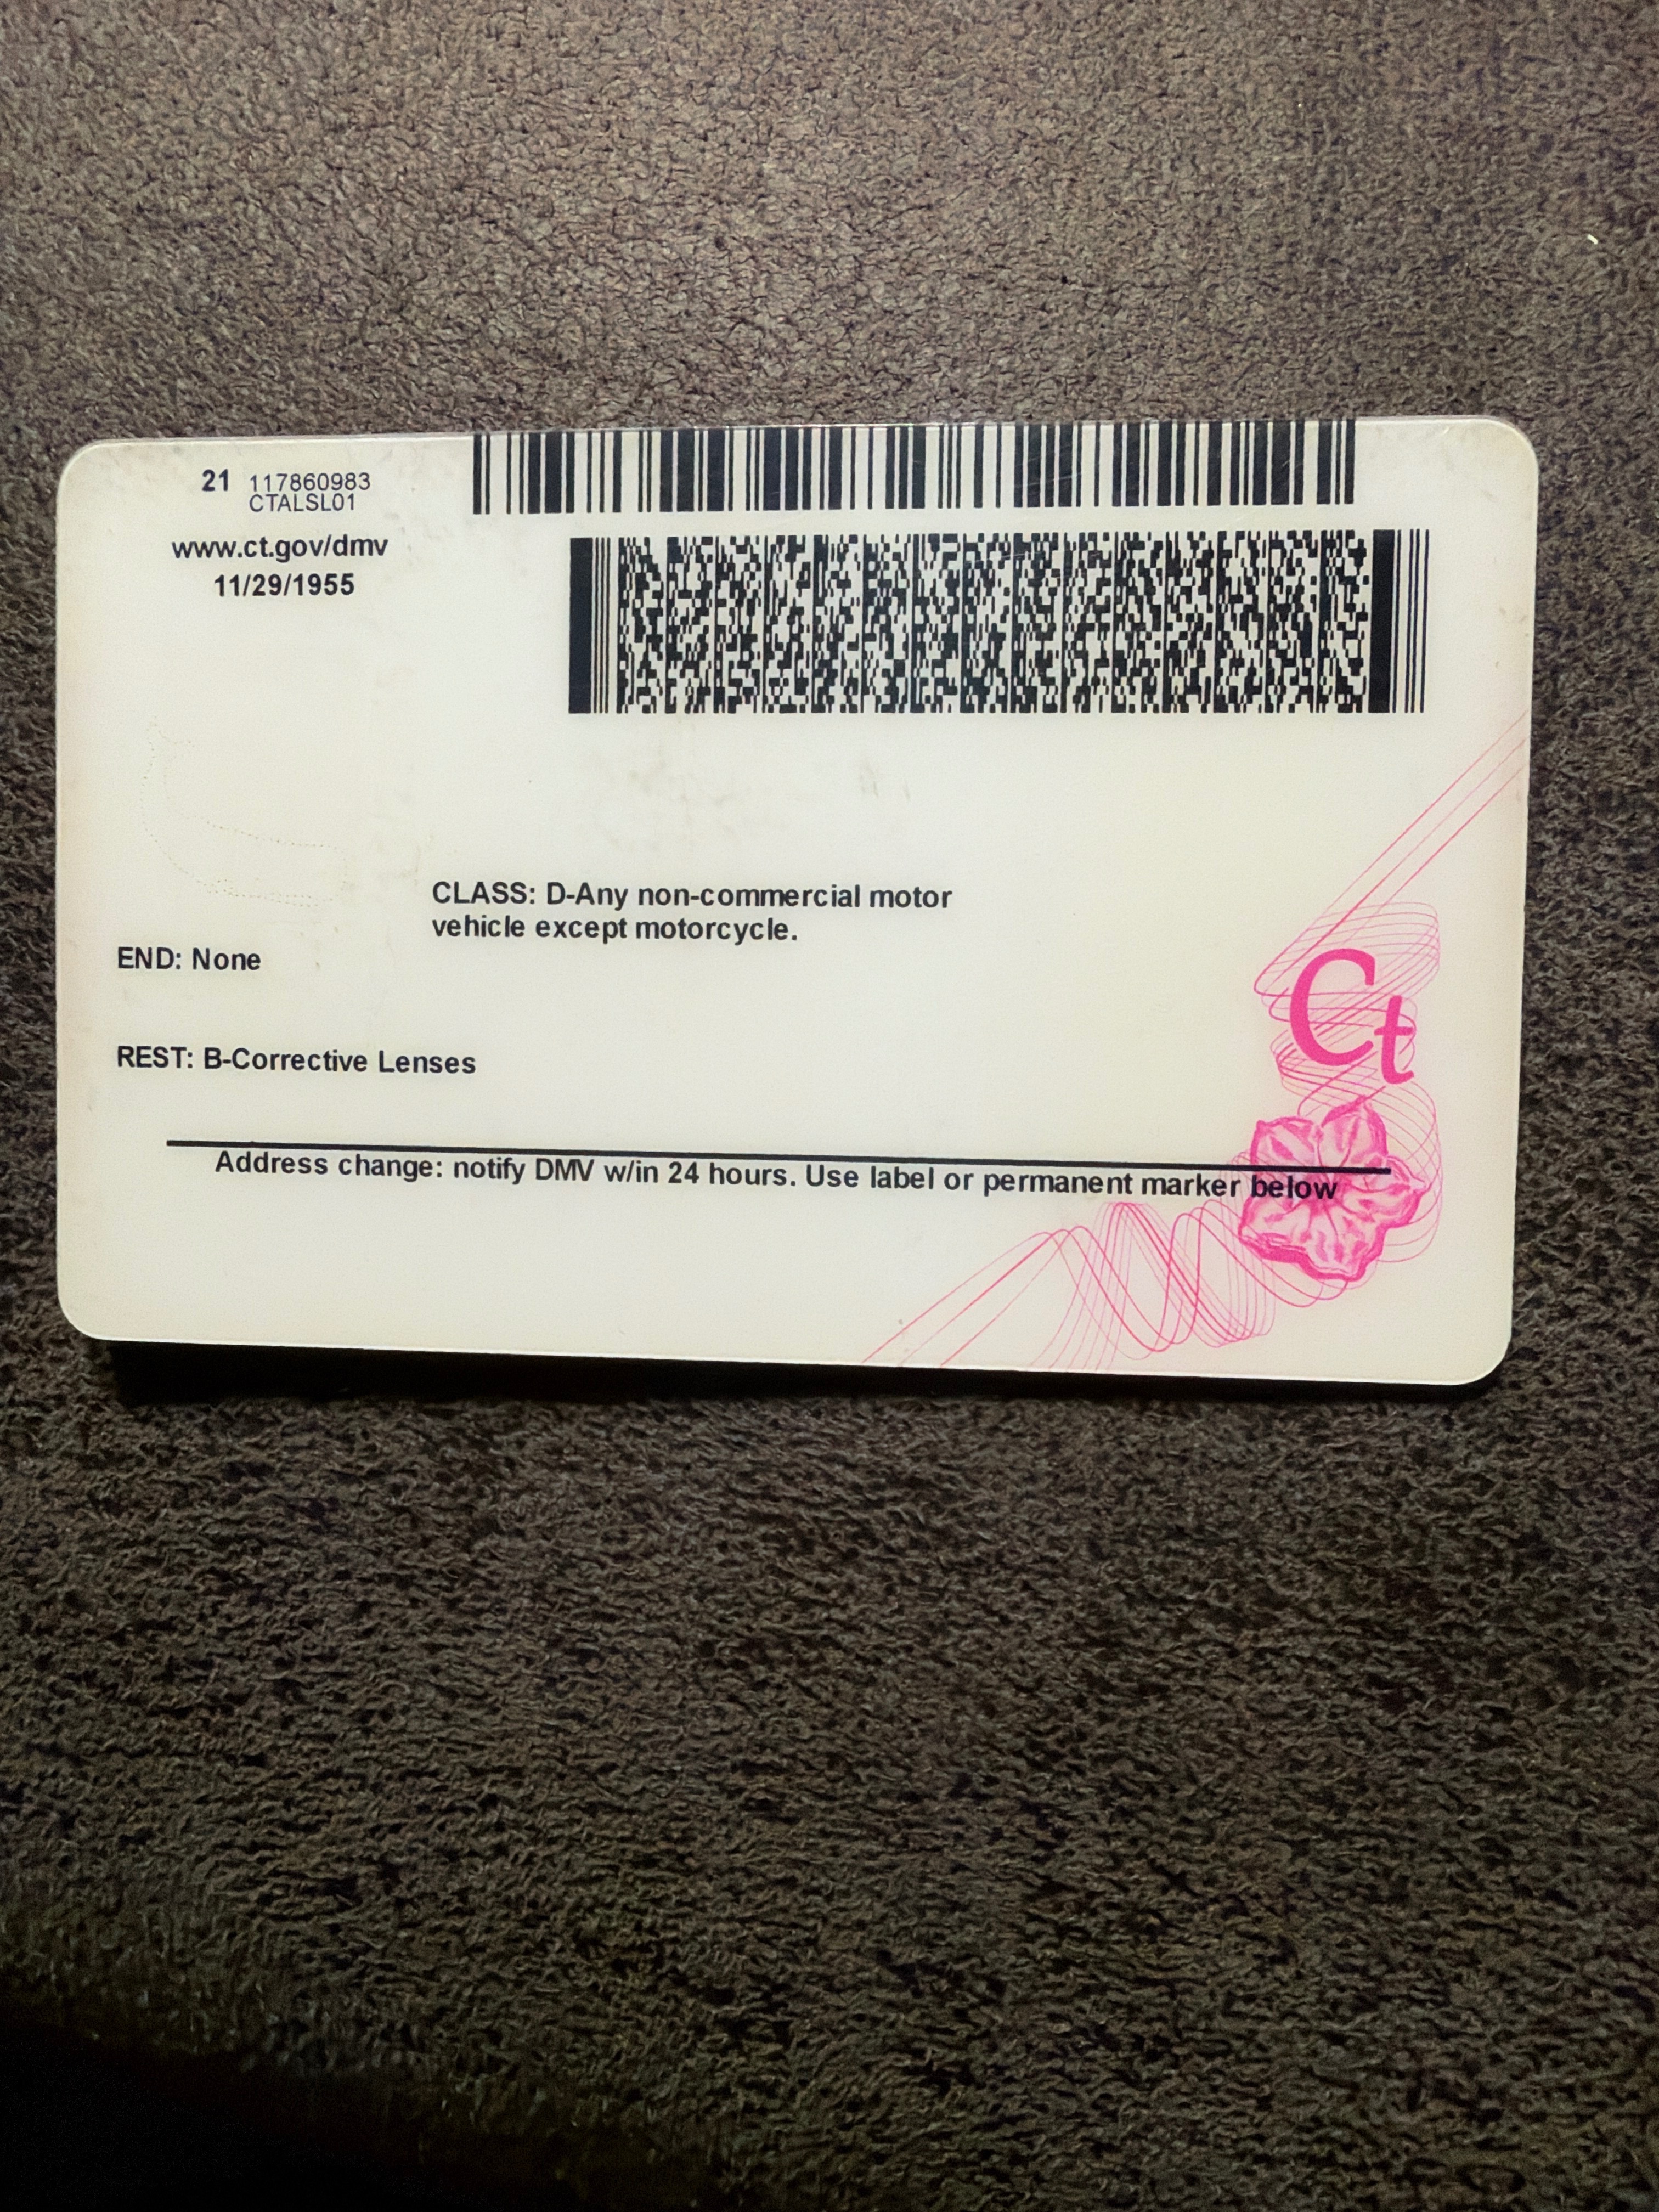 21 117860983
CTALSL01
www.ct.gov/dmv
11/29/1955
CLASS: D-Any non-commercial motor
vehicle except motorcycle.
END: None
REST: B-Corrective Lenses
Ct
Address change: notify DMV w/in 24 hours. Use label or permanent marker below